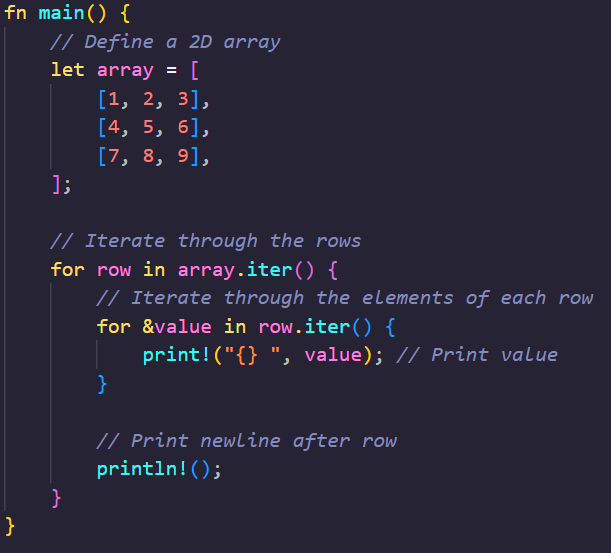 fn main() {
    // Define a 2D array
    let array = [
        [1, 2, 3],
        [4, 5, 6],
        [7, 8, 9],
    ];

    // Iterate through the rows
    for row in array.iter() {
        // Iterate through the elements of each row
        for &value in row.iter() {
            print!("{} ", value); // Print value
        }

        // Print newline after row
        println!();
    }
}